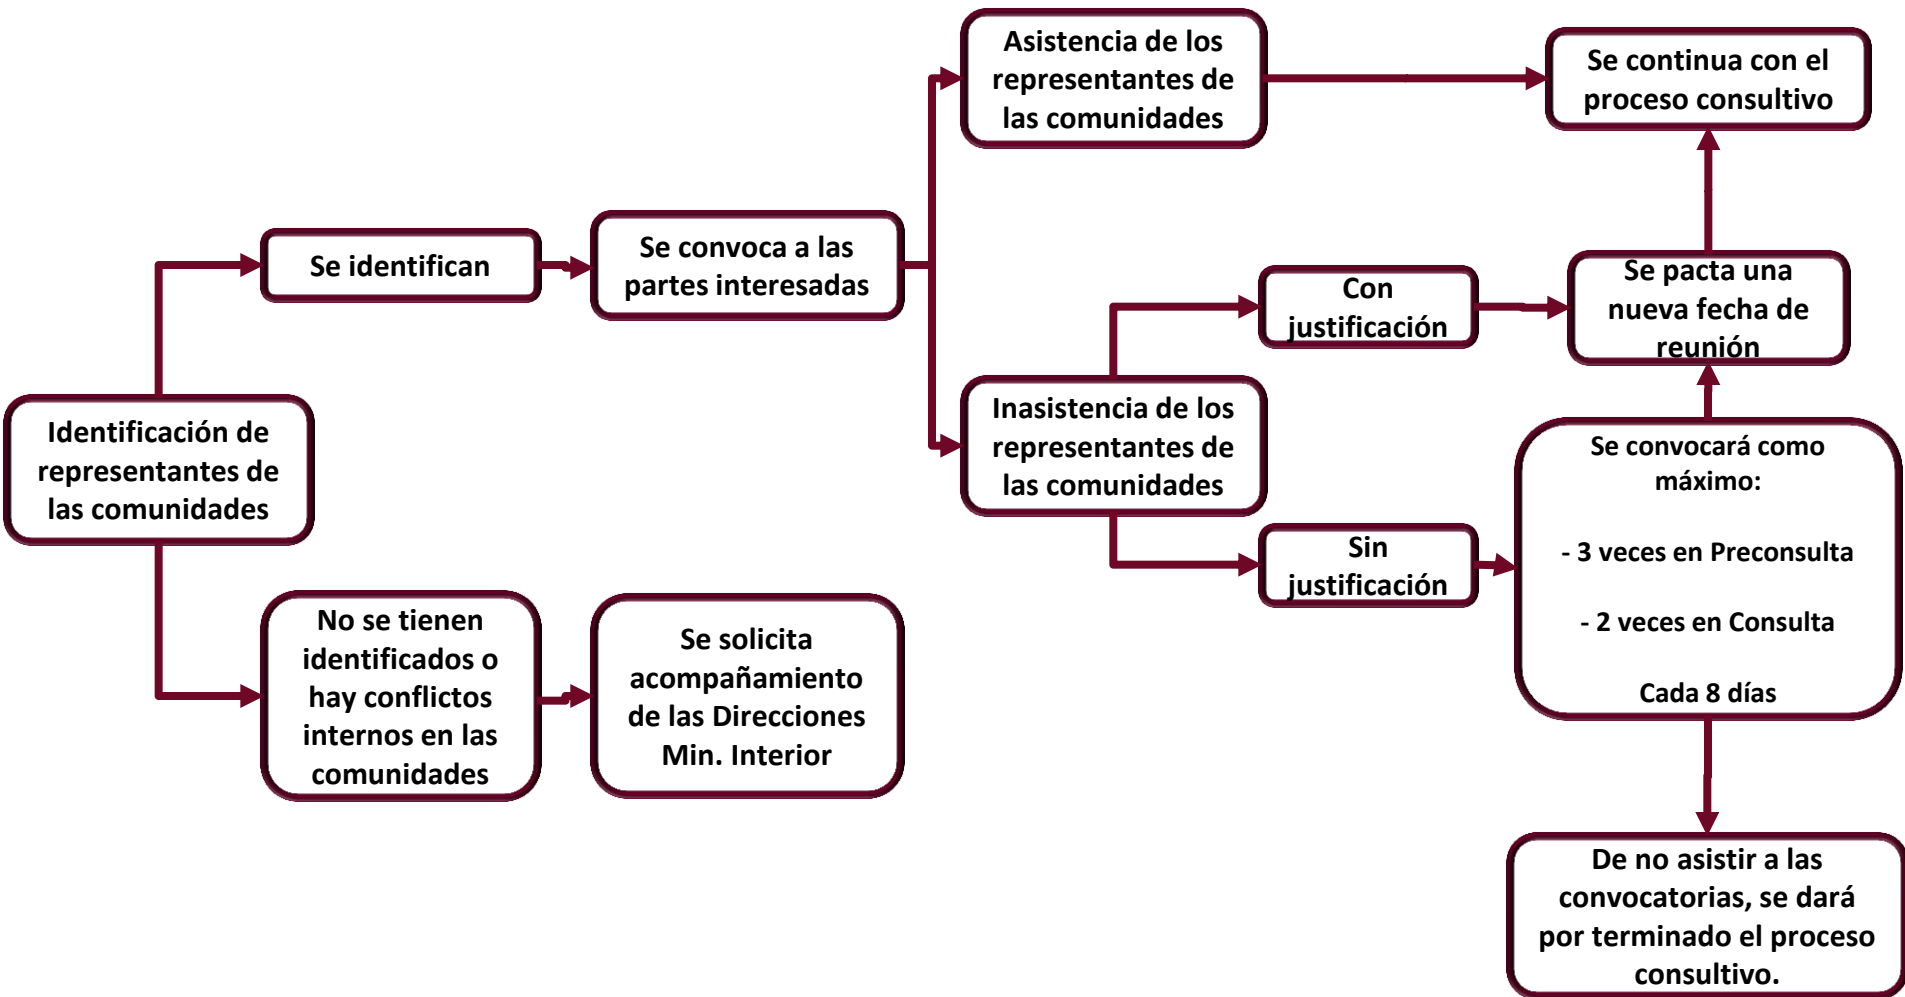 Asistencia de los
representantes de
las comunidades
Se continua con el
proceso consultivo
Se identifican
Se convoca a las
partes interesadas
Con
justificación
Se pacta una
nueva fecha de
reunión
Identificación de
representantes de
las comunidades
Inasistencia de los
representantes de
las comunidades
Se convocará como
máximo:
- 3 veces en Preconsulta
- 2 veces en Consulta
Cada 8 días
Sin
justificación
No se tienen
identificados o
hay conflictos
internos en las
comunidades
Se solicita
acompañamiento
de las Direcciones
Min. Interior
De no asistir a las
convocatorias, se dará
por terminado el proceso
consultivo.